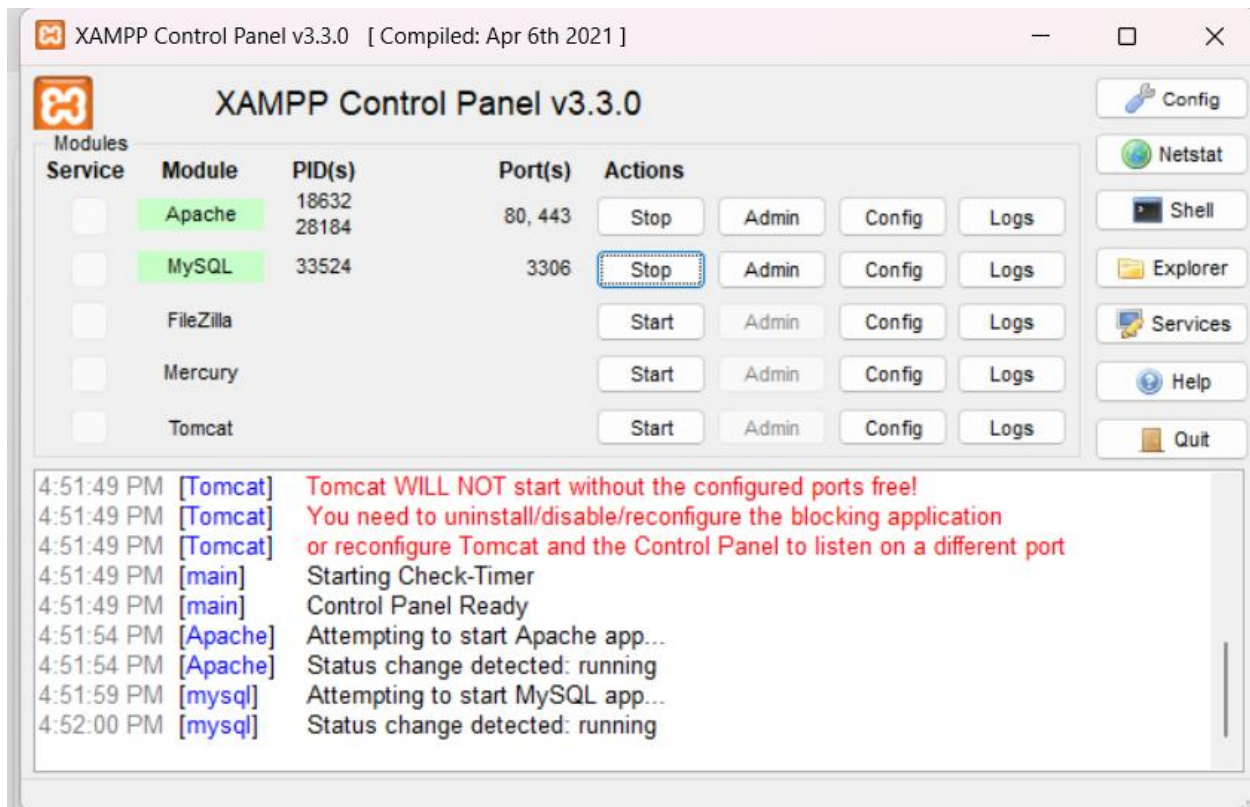 XAMPP Control Panel v3.3.0 [ Compiled: Apr 6th 2021 ]
XAMPP Control Panel v3.3.0
Config
Modules
Netstat
Service Module PID(s) Port(s) Actions
Apache 18632 28184 80, 443 Stop Admin Config Logs
Shell
MySQL 33524 3306 Stop Admin Config Logs
Explorer
FileZilla Start Admin Config Logs
Services
Mercury Start Admin Config Logs
Help
Tomcat Start Admin Config Logs
Quit
4:51:49 PM [Tomcat] Tomcat WILL NOT start without the configured ports free!
4:51:49 PM [Tomcat] You need to uninstall/disable/reconfigure the blocking application
4:51:49 PM [Tomcat] or reconfigure Tomcat and the Control Panel to listen on a different port
4:51:49 PM [main] Starting Check-Timer
4:51:49 PM [main] Control Panel Ready
4:51:54 PM [Apache] Attempting to start Apache app...
4:51:54 PM [Apache] Status change detected: running
4:51:59 PM [mysql] Attempting to start MySQL app...
4:52:00 PM [mysql] Status change detected: running